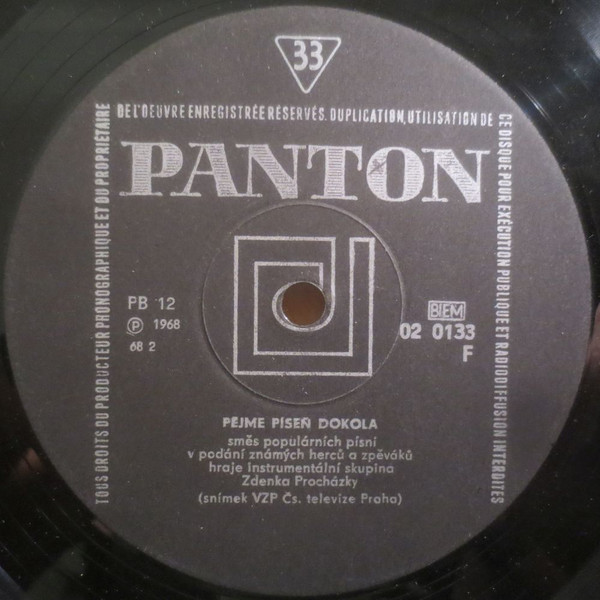 33
TOUS DROITS DU PRODUCTEUR PHONOGRAPHIQUE ET DU PROPRIÉTAIRE
DE L'OEUVRE ENREGISTRÉE RÉSERVÉS. DUPLICATION, UTILISATION DE
CE DISQUE POUR EXÉCUTION PUBLIQUE ET RADIODIFFUSION INTERDITES
PANTON
PB 12
Ⓟ 1968
68 2
BIEM
02 0133
F
PĚJME PÍSEŇ DOKOLA
směs populárních písní
v podání známých herců a zpěváků
hraje instrumentální skupina
Zdenka Procházky
(snímek VZP Čs. televize Praha)